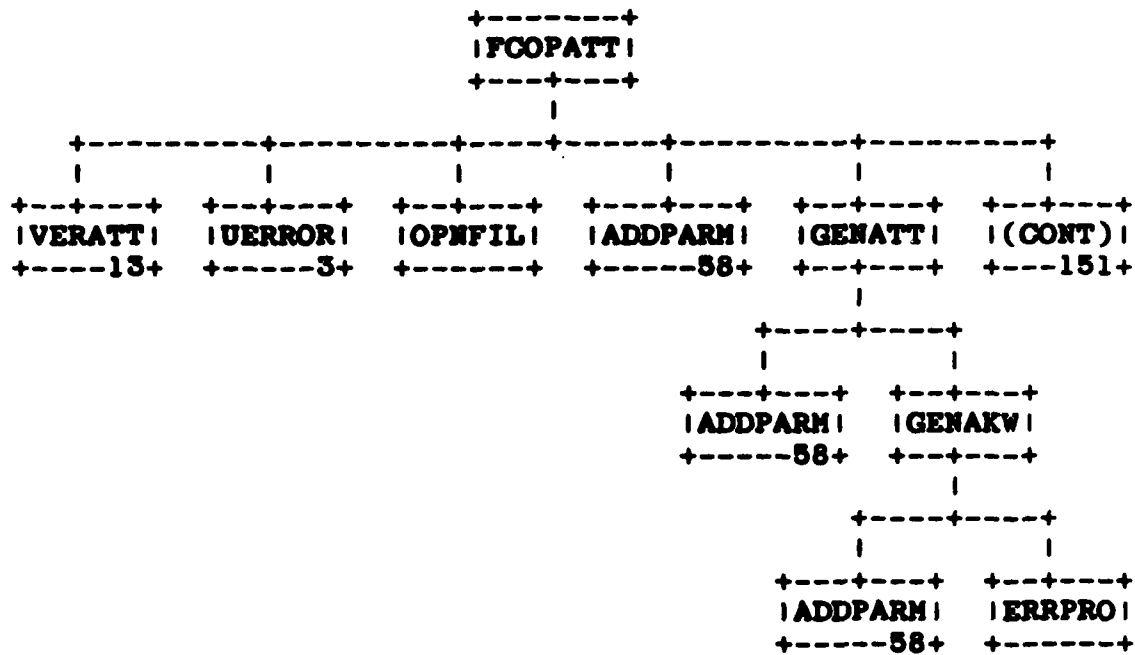 FCOPATT
VERATT UERROR OPNFIL ADDPARM GENATT (CONT)
13 3 58 151
ADDPARM GENAKW
58
ADDPARM ERRPRO
58